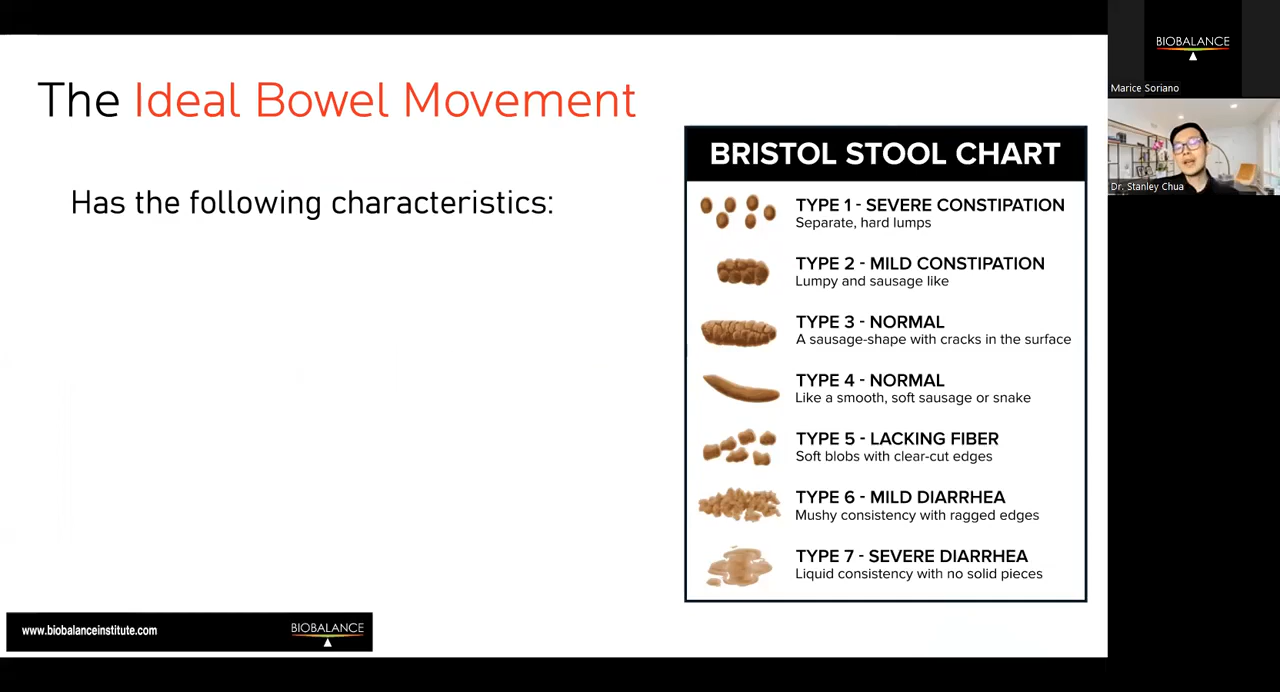 The Ideal Bowel Movement
Has the following characteristics:
BRISTOL STOOL CHART
TYPE 1 - SEVERE CONSTIPATION
Separate, hard lumps
TYPE 2 - MILD CONSTIPATION
Lumpy and sausage like
TYPE 3 - NORMAL
A sausage-shape with cracks in the surface
TYPE 4 - NORMAL
Like a smooth, soft sausage or snake
TYPE 5 - LACKING FIBER
Soft blobs with clear-cut edges
TYPE 6 - MILD DIARRHEA
Mushy consistency with ragged edges
TYPE 7 - SEVERE DIARRHEA
Liquid consistency with no solid pieces
www.biobalanceinstitute.com
BIOBALANCE
BIOBALANCE
Marice Soriano
Dr. Stanley Chua